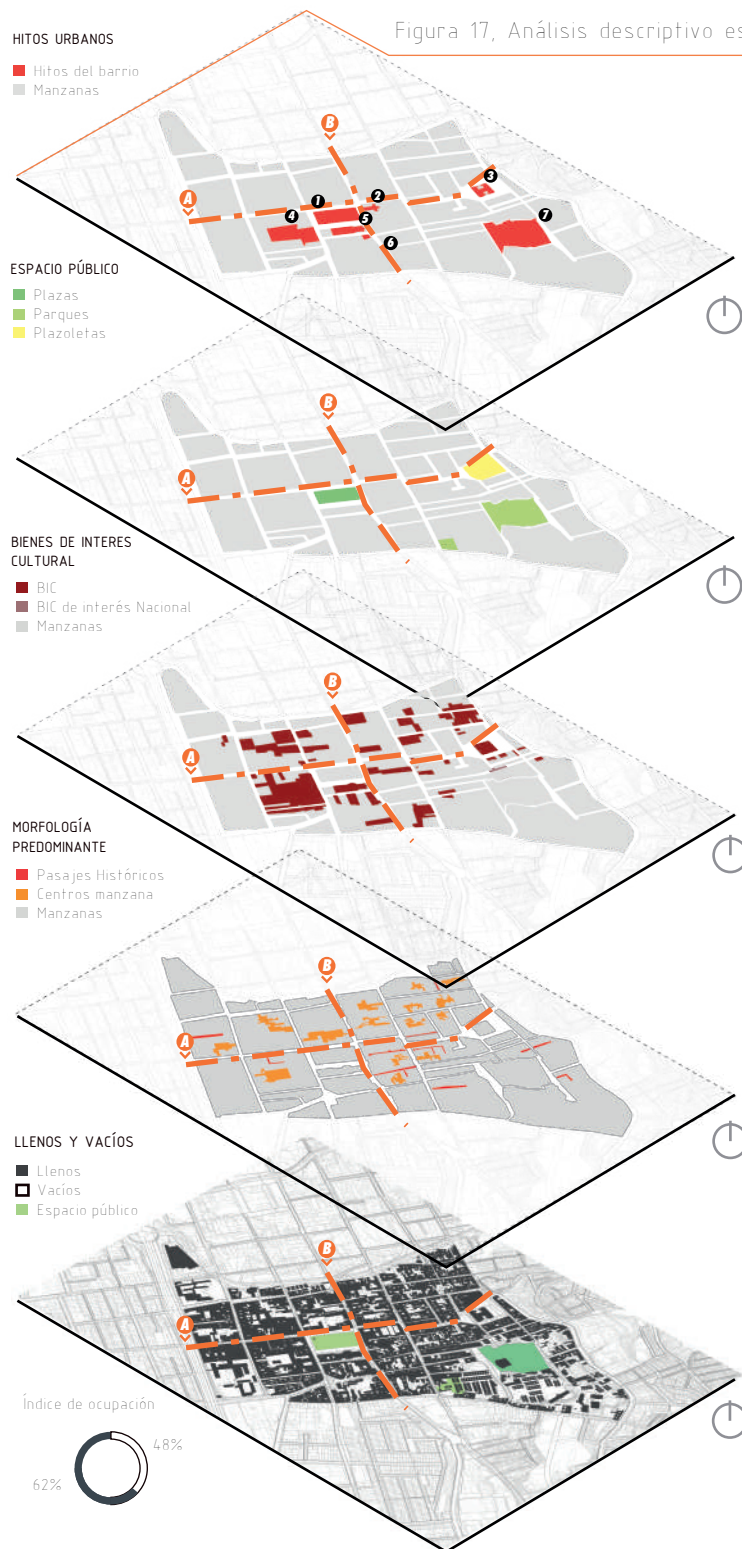 Figura 17, Análisis descriptivo es
HITOS URBANOS
Hitos del barrio
Manzanas
B
A
1
2
3
4
5
6
7
ESPACIO PÚBLICO
Plazas
Parques
Plazoletas
B
A
BIENES DE INTERES
CULTURAL
BIC
BIC de interés Nacional
Manzanas
B
A
MORFOLOGÍA
PREDOMINANTE
Pasajes Históricos
Centros manzana
Manzanas
B
A
LLENOS Y VACÍOS
Llenos
Vacíos
Espacio público
B
A
Índice de ocupación
48%
62%